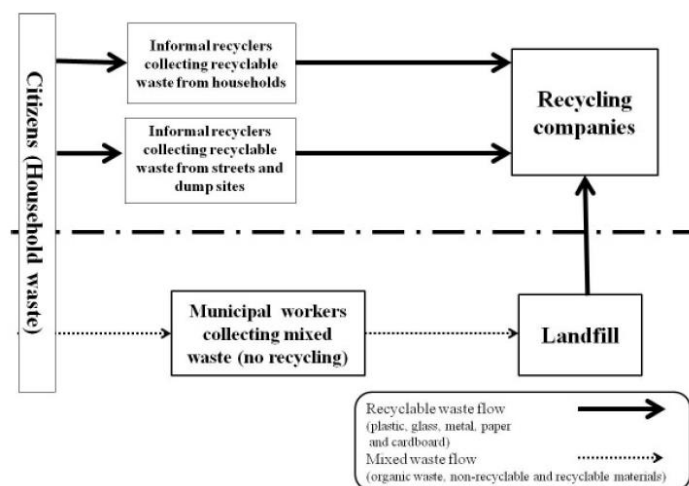 Citizens (Household waste)
Informal recyclers
collecting recyclable
waste from households
Informal recyclers
collecting recyclable
waste from streets and
dump sites
Recycling
companies
Municipal workers
collecting mixed
waste (no recycling)
Landfill
Recyclable waste flow
(plastic, glass, metal, paper
and cardboard)
Mixed waste flow
(organic waste, non-recyclable and recyclable materials)